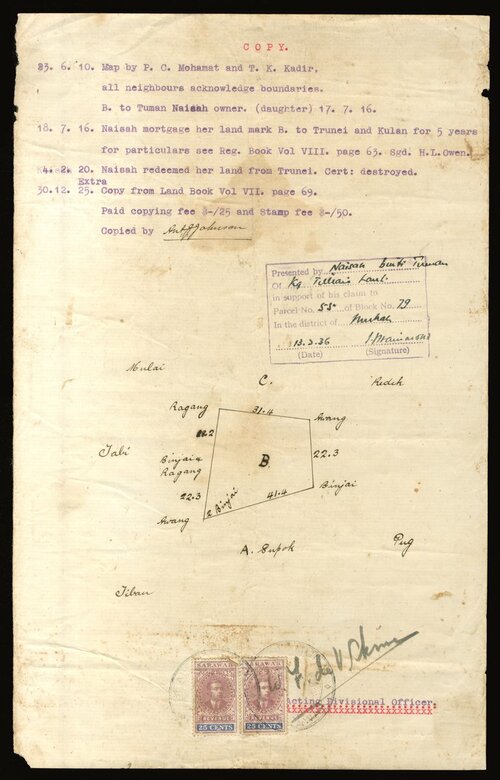 COPY.
23. 6. 10. Map by P. C. Mohamat and T. K. Kadir,
all neighbours acknowledge boundaries.
B. to Tuman Naisah owner. (daughter) 17. 7. 16.
18. 7. 16. Naisah mortgage her land mark B. to Trunei and Kulan for 5 years
for particulars see Reg. Book Vol VIII. page 63. Sgd. H.L.Owen.
4. 2. 20. Naisah redeemed her land from Trunei. Cert: destroyed.
Extra
30.12. 25. Copy from Land Book Vol VII. page 69.
Paid copying fee $-/25 and Stamp fee $-/50.
Copied by
Presented by Naisah binti Tuman
Of Kg.
in support of his claim to
Parcel No. 55 of Block No. 79
In the district of Mukah
13.3.36
(Date) (Signature)
Mulai
C.
Kedik
Ragang
31.4
Awang
22.3
Jabi
Binjai &
Ragang
B.
22.3
Binjai
41.4
Binjai
Awang
A. Supok
Pug
Jiban
SARAWAK SARAWAK
REVENUE REVENUE
25 CENTS 25 CENTS
Acting Divisional Officer.